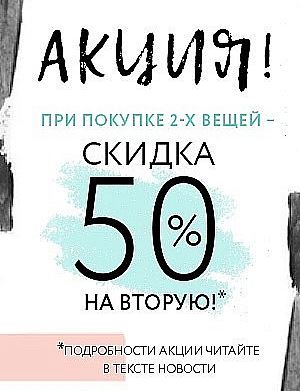 АКЦИЯ!
ПРИ ПОКУПКЕ 2-Х ВЕЩЕЙ –
СКИДКА
50%
НА ВТОРУЮ!*
*ПОДРОБНОСТИ АКЦИИ ЧИТАЙТЕ
В ТЕКСТЕ НОВОСТИ